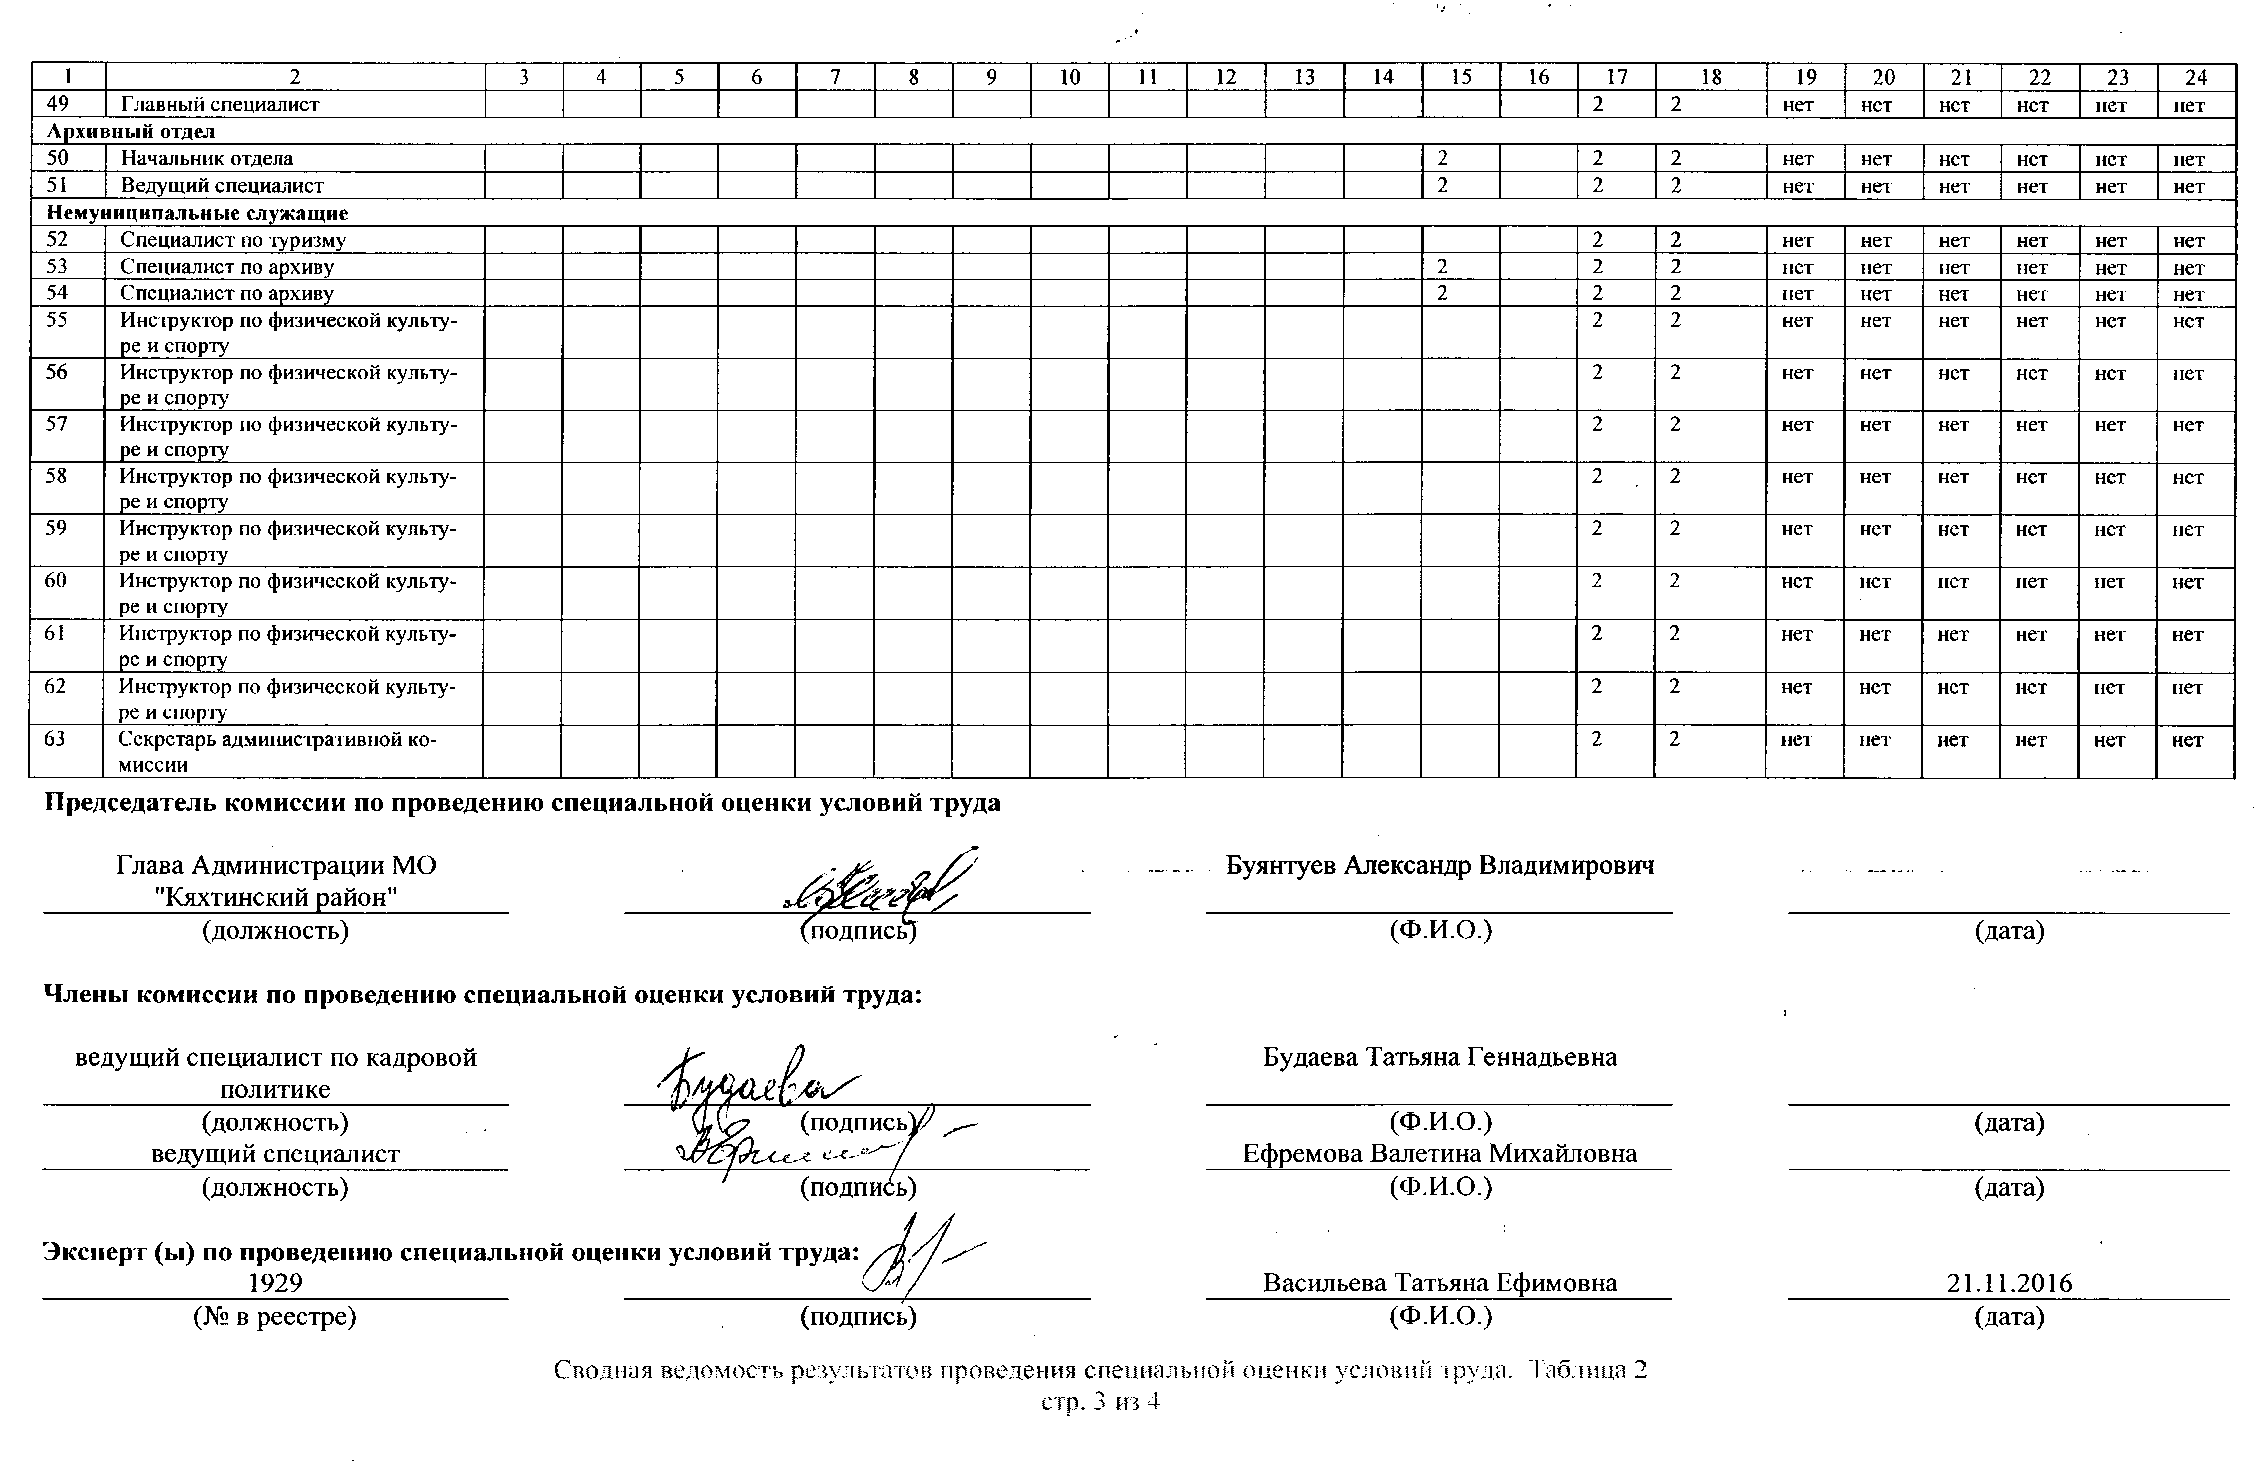 1 2 3 4 5 6 7 8 9 10 11 12 13 14 15 16 17 18 19 20 21 22 23 24
49 Главный специалист 2 2 нет нет нет нет нет нет
Архивный отдел
50 Начальник отдела 2 2 2 нет нет нет нет нет нет
51 Ведущий специалист 2 2 2 нет нет нет нет нет нет
Немуниципальные служащие
52 Специалист по туризму 2 2 нет нет нет нет нет нет
53 Специалист по архиву 2 2 2 нет нет нет нет нет нет
54 Специалист по архиву 2 2 2 нет нет нет нет нет нет
55 Инструктор по физической культу- 2 2 нет нет нет нет нет нет
ре и спорту
56 Инструктор по физической культу- 2 2 нет нет нет нет нет нет
ре и спорту
57 Инструктор по физической культу- 2 2 нет нет нет нет нет нет
ре и спорту
58 Инструктор по физической культу- 2 2 нет нет нет нет нет нет
ре и спорту
59 Инструктор по физической культу- 2 2 нет нет нет нет нет нет
ре и спорту
60 Инструктор по физической культу- 2 2 нет нет нет нет нет нет
ре и спорту
61 Инструктор по физической культу- 2 2 нет нет нет нет нет нет
ре и спорту
62 Инструктор по физической культу- 2 2 нет нет нет нет нет нет
ре и спорту
63 Секретарь административной ко- 2 2 нет нет нет нет нет нет
миссии
Председатель комиссии по проведению специальной оценки условий труда
Глава Администрации МО Буянтуев Александр Владимирович
"Кяхтинский район"
(должность) (подпись) (Ф.И.О.) (дата)
Члены комиссии по проведению специальной оценки условий труда:
ведущий специалист по кадровой Будаева Татьяна Геннадьевна
политике Будаева
(должность) (подпись) (Ф.И.О.) (дата)
ведущий специалист Ефремова Валетина Михайловна
(должность) (подпись) (Ф.И.О.) (дата)
Эксперт (ы) по проведению специальной оценки условий труда:
1929 Васильева Татьяна Ефимовна 21.11.2016
(№ в реестре) (подпись) (Ф.И.О.) (дата)
Сводная ведомость результатов проведения специальной оценки условий труда. Таблица 2
стр. 3 из 4